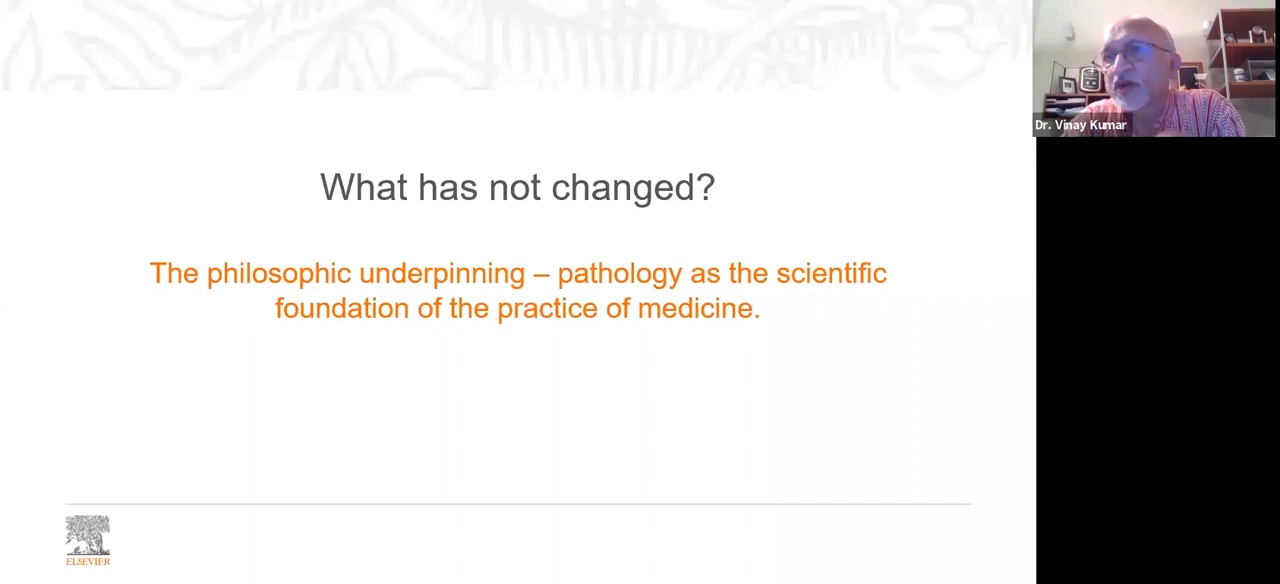 What has not changed?
The philosophic underpinning – pathology as the scientific
foundation of the practice of medicine.
ELSEVIER
Dr. Vinay Kumar